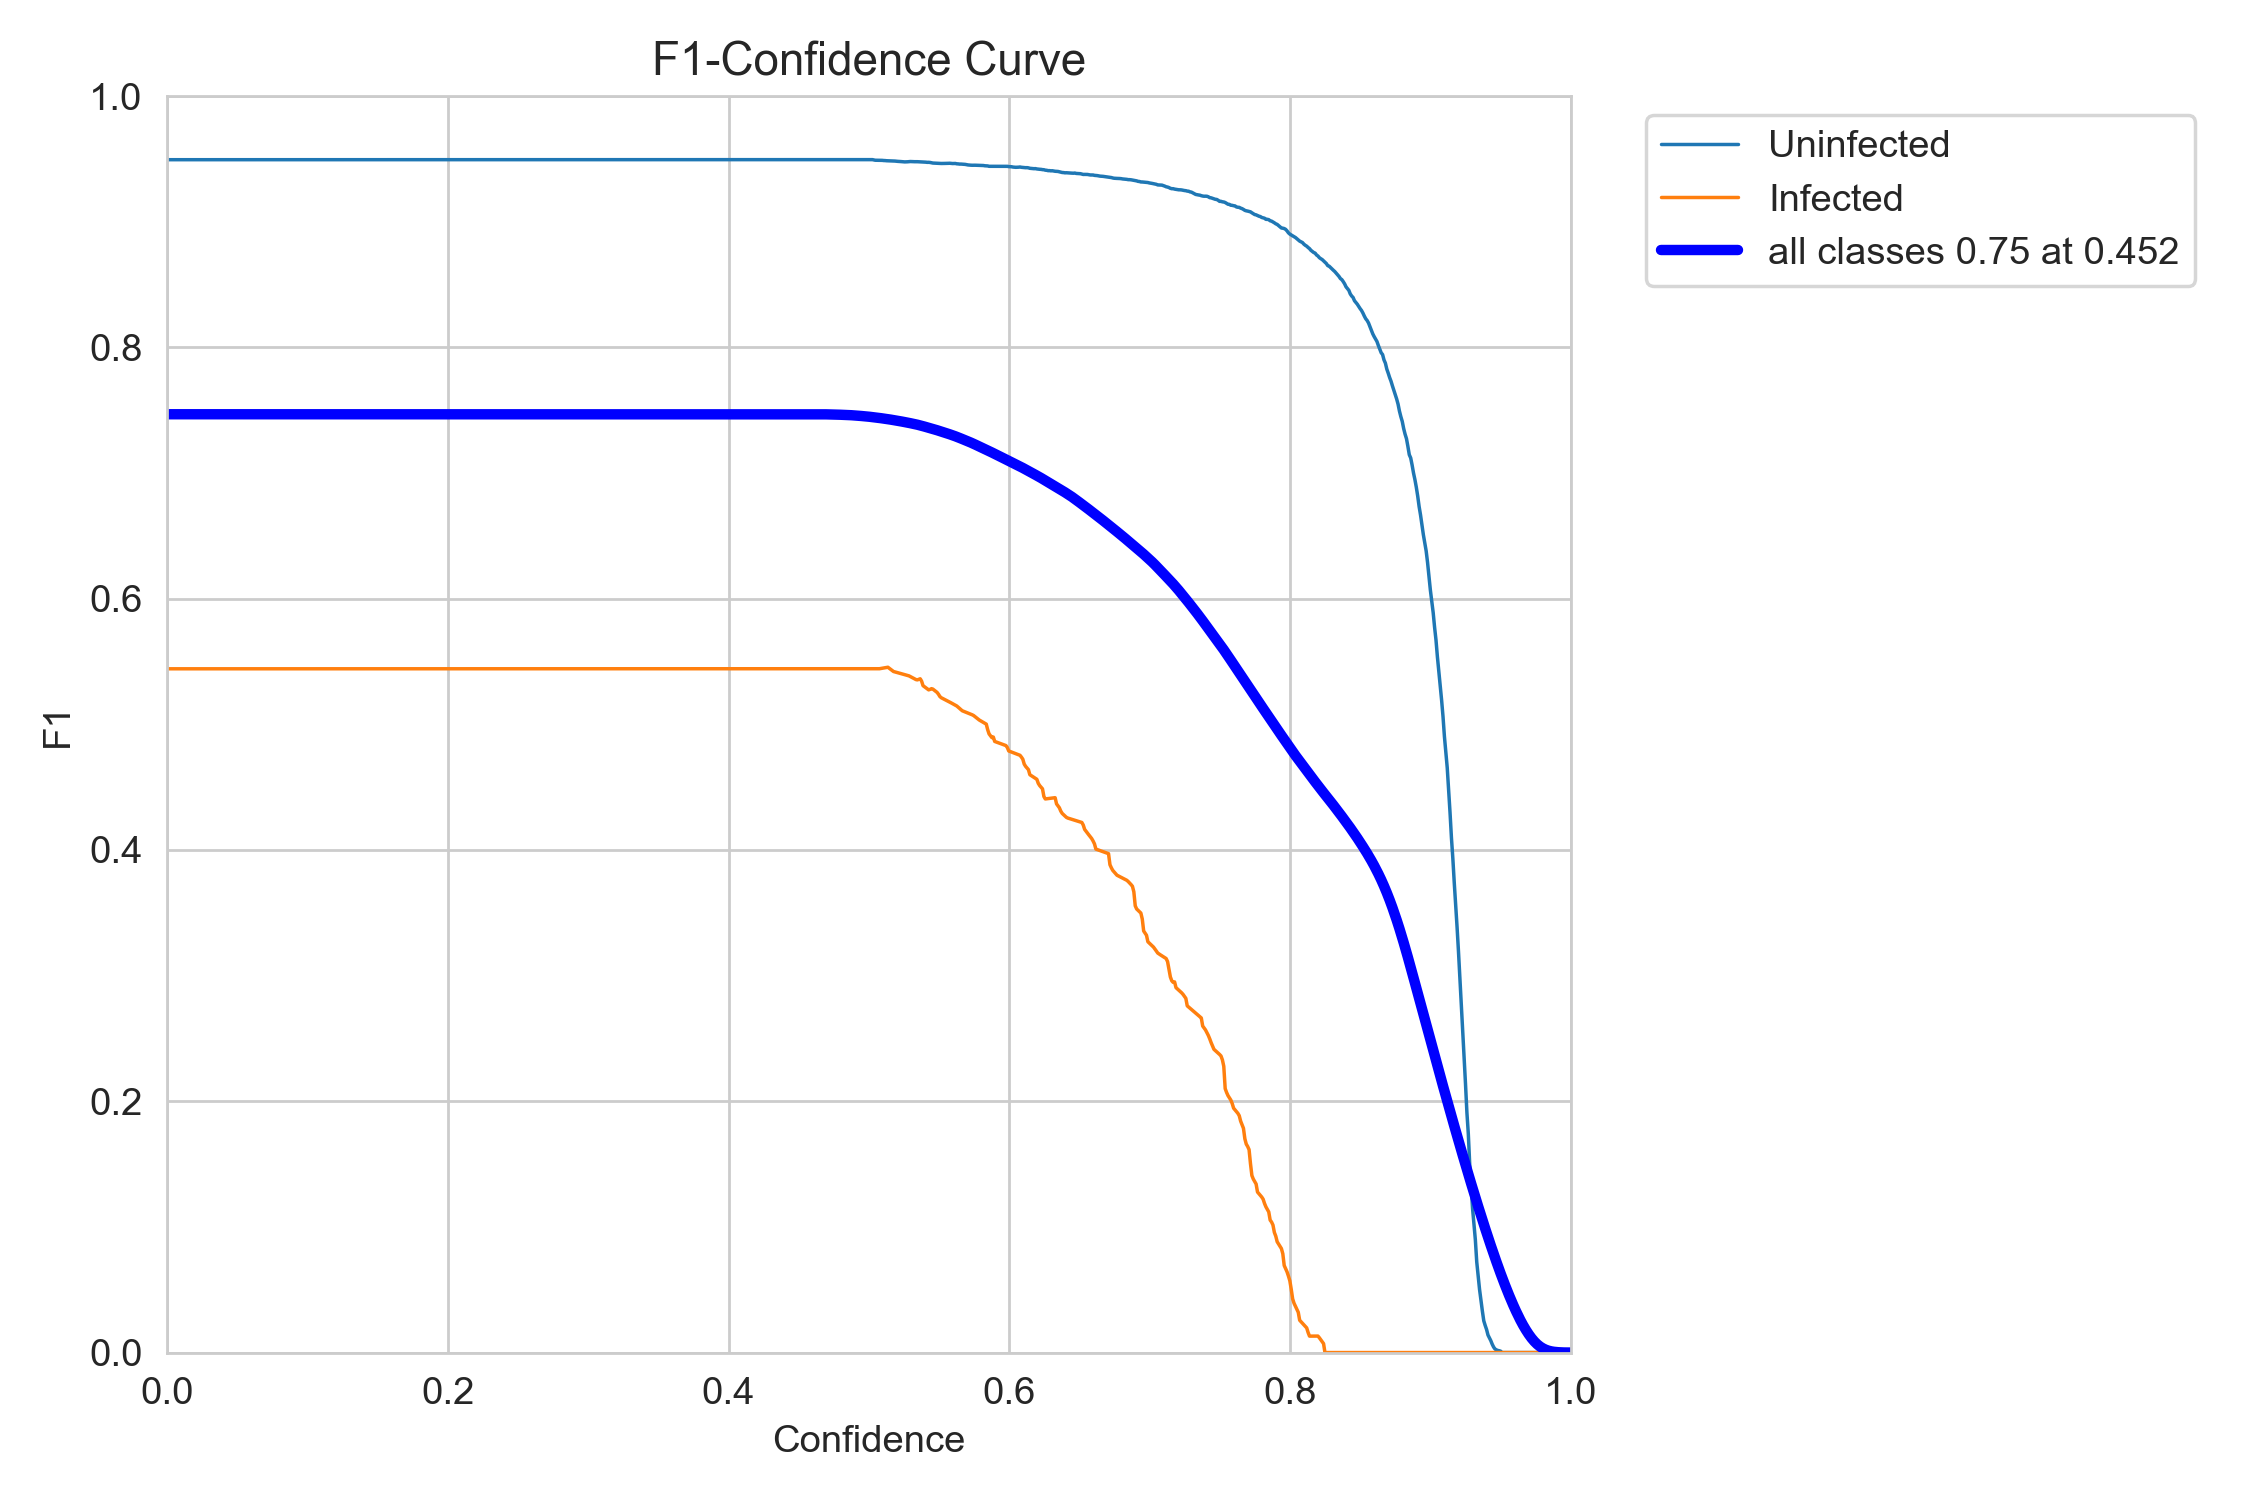 F1-Confidence Curve
1.0
0.8
0.6
0.4
0.2
0.0
F1
0.0 0.2 0.4 0.6 0.8 1.0
Confidence
Uninfected
Infected
all classes 0.75 at 0.452